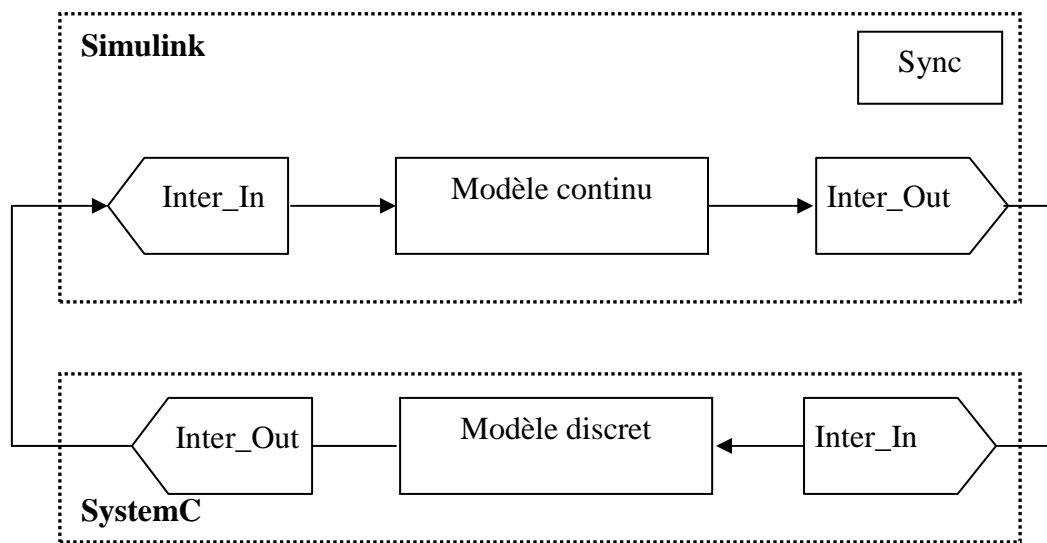 Simulink
Sync
Inter_In
Modèle continu
Inter_Out
Inter_Out
Modèle discret
Inter_In
SystemC